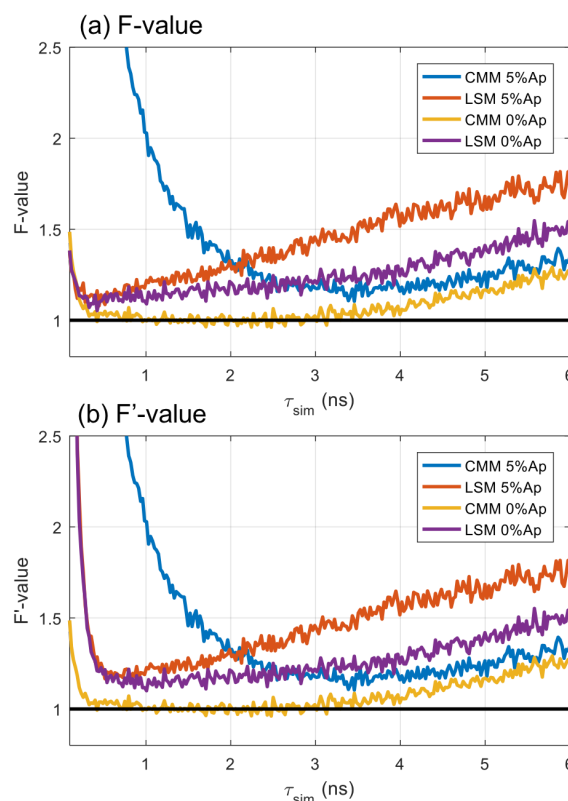 (a) F-value
2.5
2
1.5
1
F-value
CMM 5%Ap
LSM 5%Ap
CMM 0%Ap
LSM 0%Ap
1 2 3 4 5 6
τsim (ns)
(b) F’-value
2.5
2
1.5
1
F'-value
CMM 5%Ap
LSM 5%Ap
CMM 0%Ap
LSM 0%Ap
1 2 3 4 5 6
τsim (ns)